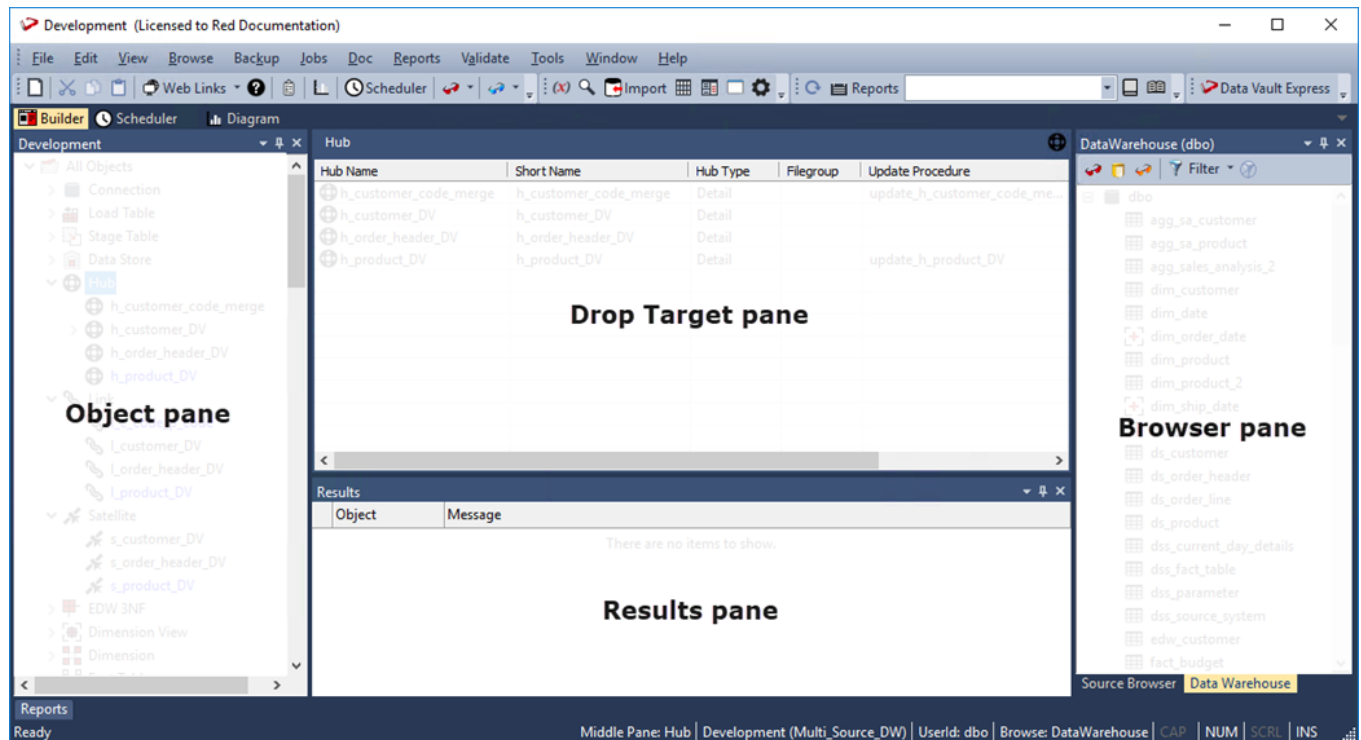 Development (Licensed to Red Documentation)
File Edit View Browse Backup Jobs Doc Reports Validate Tools Window Help
Web Links Scheduler (x) Import Reports Data Vault Express
Builder Scheduler Diagram
Development
All Objects
Connection
Load Table
Stage Table
Data Store
Hub
h_customer_code_merge
h_customer_DV
h_order_header_DV
h_product_DV
Link
Object pane
l_customer_DV
l_order_header_DV
l_product_DV
Satellite
s_customer_DV
s_order_header_DV
s_product_DV
EDW 3NF
Dimension View
Dimension
Hub
Hub Name Short Name Hub Type Filegroup Update Procedure
h_customer_code_merge h_customer_code_merge Detail update_h_customer_code_me...
h_customer_DV h_customer_DV Detail
h_order_header_DV h_order_header_DV Detail
h_product_DV h_product_DV Detail update_h_product_DV
Drop Target pane
Results
Object Message
There are no items to show.
Results pane
DataWarehouse (dbo)
Filter
dbo
agg_sa_customer
agg_sa_product
agg_sales_analysis_2
dim_customer
dim_date
dim_order_date
dim_product
dim_product_2
dim_ship_date
Browser pane
ds_customer
ds_order_header
ds_order_line
ds_product
dss_current_day_details
dss_fact_table
dss_parameter
dss_source_system
edw_customer
fact_budget
Source Browser Data Warehouse
Reports
Ready Middle Pane: Hub Development (Multi_Source_DW) UserId: dbo Browse: DataWarehouse CAP NUM SCRL INS